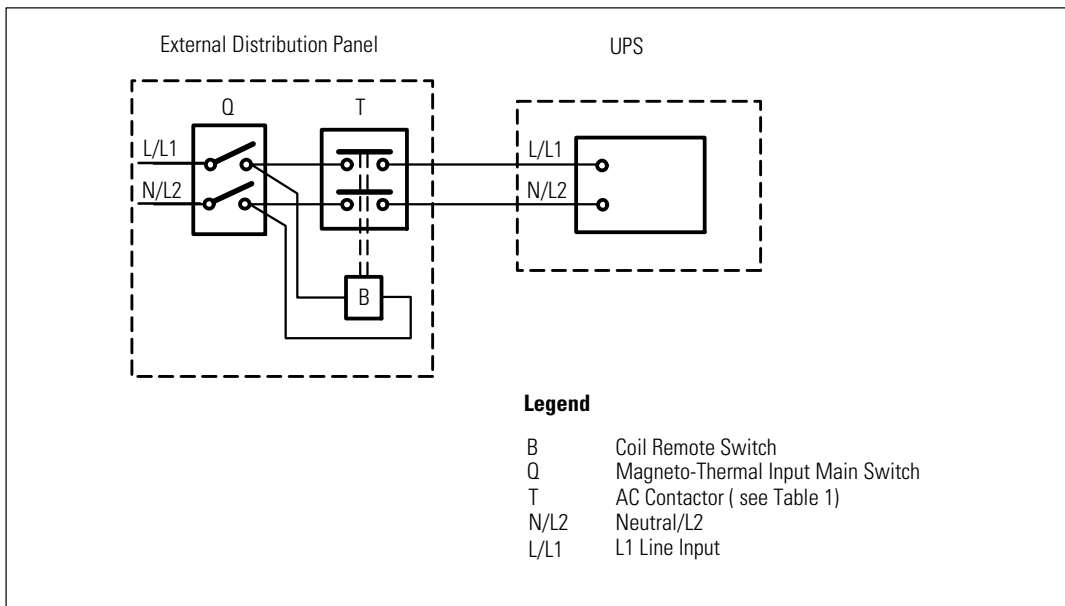 External Distribution Panel
UPS
Q
T
L/L1
N/L2
L/L1
N/L2
B
Legend
B Coil Remote Switch
Q Magneto-Thermal Input Main Switch
T AC Contactor ( see Table 1)
N/L2 Neutral/L2
L/L1 L1 Line Input